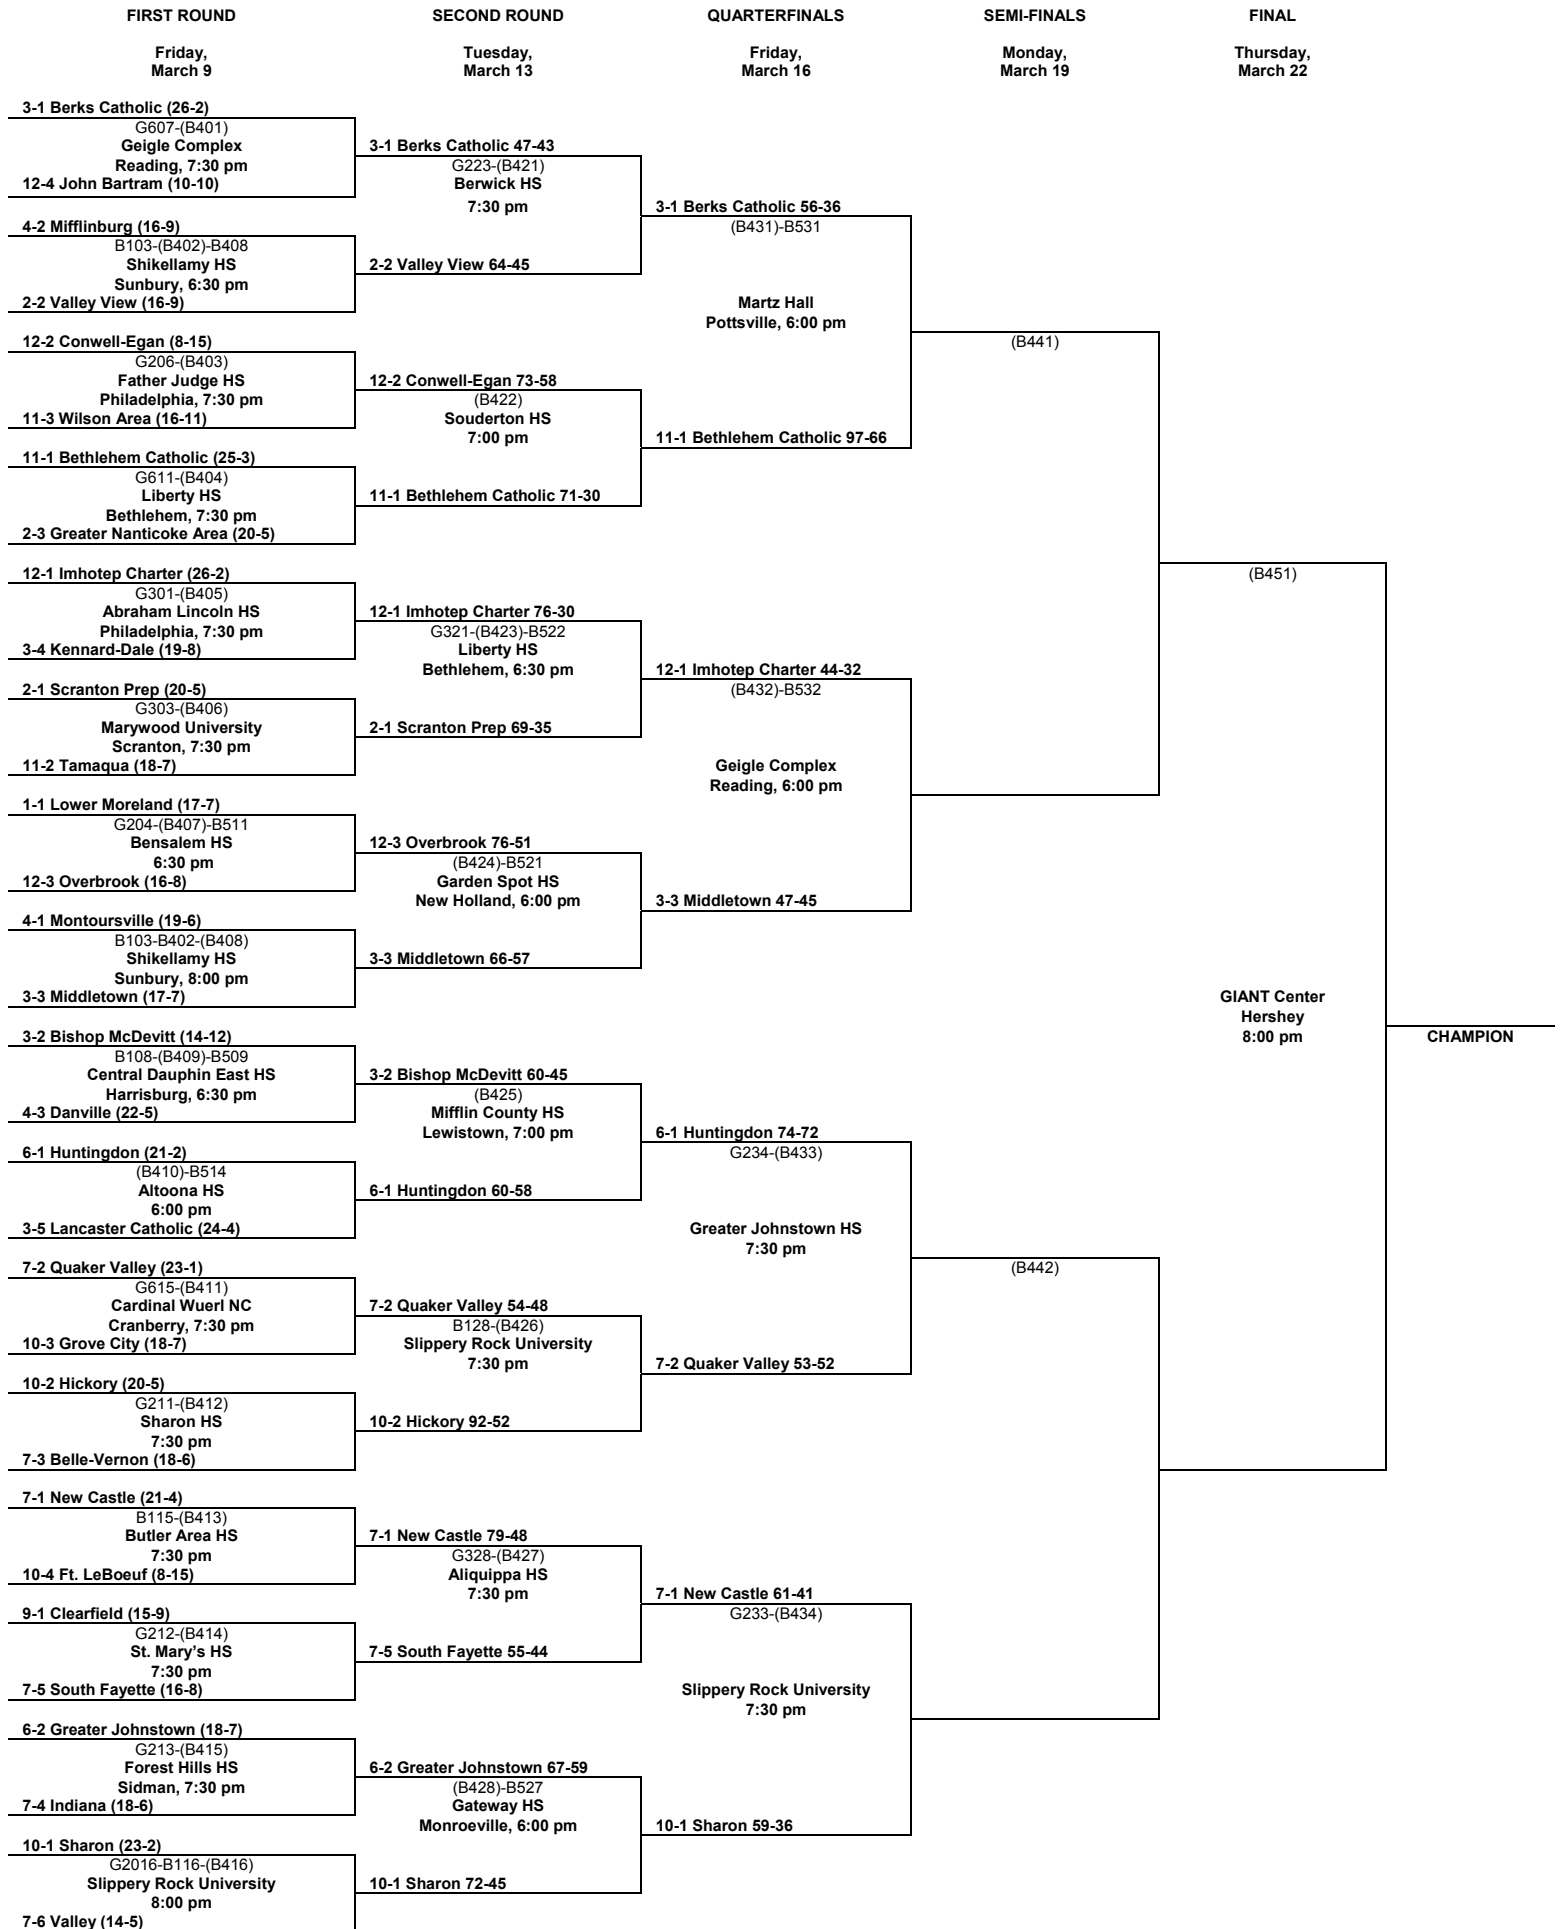 FIRST ROUND
SECOND ROUND
QUARTERFINALS
SEMI-FINALS
FINAL
Friday,
March 9
Tuesday,
March 13
Friday,
March 16
Monday,
March 19
Thursday,
March 22
3-1 Berks Catholic (26-2)
G607-(B401)
Geigle Complex
Reading, 7:30 pm
12-4 John Bartram (10-10)
4-2 Mifflinburg (16-9)
B103-(B402)-B408
Shikellamy HS
Sunbury, 6:30 pm
2-2 Valley View (16-9)
12-2 Conwell-Egan (8-15)
G206-(B403)
Father Judge HS
Philadelphia, 7:30 pm
11-3 Wilson Area (16-11)
11-1 Bethlehem Catholic (25-3)
G611-(B404)
Liberty HS
Bethlehem, 7:30 pm
2-3 Greater Nanticoke Area (20-5)
12-1 Imhotep Charter (26-2)
G301-(B405)
Abraham Lincoln HS
Philadelphia, 7:30 pm
3-4 Kennard-Dale (19-8)
2-1 Scranton Prep (20-5)
G303-(B406)
Marywood University
Scranton, 7:30 pm
11-2 Tamaqua (18-7)
1-1 Lower Moreland (17-7)
G204-(B407)-B511
Bensalem HS
6:30 pm
12-3 Overbrook (16-8)
4-1 Montoursville (19-6)
B103-B402-(B408)
Shikellamy HS
Sunbury, 8:00 pm
3-3 Middletown (17-7)
3-2 Bishop McDevitt (14-12)
B108-(B409)-B509
Central Dauphin East HS
Harrisburg, 6:30 pm
4-3 Danville (22-5)
6-1 Huntingdon (21-2)
(B410)-B514
Altoona HS
6:00 pm
3-5 Lancaster Catholic (24-4)
7-2 Quaker Valley (23-1)
G615-(B411)
Cardinal Wuerl NC
Cranberry, 7:30 pm
10-3 Grove City (18-7)
10-2 Hickory (20-5)
G211-(B412)
Sharon HS
7:30 pm
7-3 Belle-Vernon (18-6)
7-1 New Castle (21-4)
B115-(B413)
Butler Area HS
7:30 pm
10-4 Ft. LeBoeuf (8-15)
9-1 Clearfield (15-9)
G212-(B414)
St. Mary's HS
7:30 pm
7-5 South Fayette (16-8)
6-2 Greater Johnstown (18-7)
G213-(B415)
Forest Hills HS
Sidman, 7:30 pm
7-4 Indiana (18-6)
10-1 Sharon (23-2)
G2016-B116-(B416)
Slippery Rock University
8:00 pm
7-6 Valley (14-5)
3-1 Berks Catholic 47-43
G223-(B421)
Berwick HS
7:30 pm
2-2 Valley View 64-45
12-2 Conwell-Egan 73-58
(B422)
Souderton HS
7:00 pm
11-1 Bethlehem Catholic 71-30
12-1 Imhotep Charter 76-30
G321-(B423)-B522
Liberty HS
Bethlehem, 6:30 pm
2-1 Scranton Prep 69-35
12-3 Overbrook 76-51
(B424)-B521
Garden Spot HS
New Holland, 6:00 pm
3-3 Middletown 66-57
3-2 Bishop McDevitt 60-45
(B425)
Mifflin County HS
Lewistown, 7:00 pm
6-1 Huntingdon 60-58
7-2 Quaker Valley 54-48
B128-(B426)
Slippery Rock University
7:30 pm
10-2 Hickory 92-52
7-1 New Castle 79-48
G328-(B427)
Aliquippa HS
7:30 pm
7-5 South Fayette 55-44
6-2 Greater Johnstown 67-59
(B428)-B527
Gateway HS
Monroeville, 6:00 pm
10-1 Sharon 72-45
3-1 Berks Catholic 56-36
(B431)-B531
Martz Hall
Pottsville, 6:00 pm
11-1 Bethlehem Catholic 97-66
12-1 Imhotep Charter 44-32
(B432)-B532
Geigle Complex
Reading, 6:00 pm
3-3 Middletown 47-45
6-1 Huntingdon 74-72
G234-(B433)
Greater Johnstown HS
7:30 pm
7-2 Quaker Valley 53-52
7-1 New Castle 61-41
G233-(B434)
Slippery Rock University
7:30 pm
10-1 Sharon 59-36
(B441)
(B442)
(B451)
GIANT Center
Hershey
8:00 pm
CHAMPION